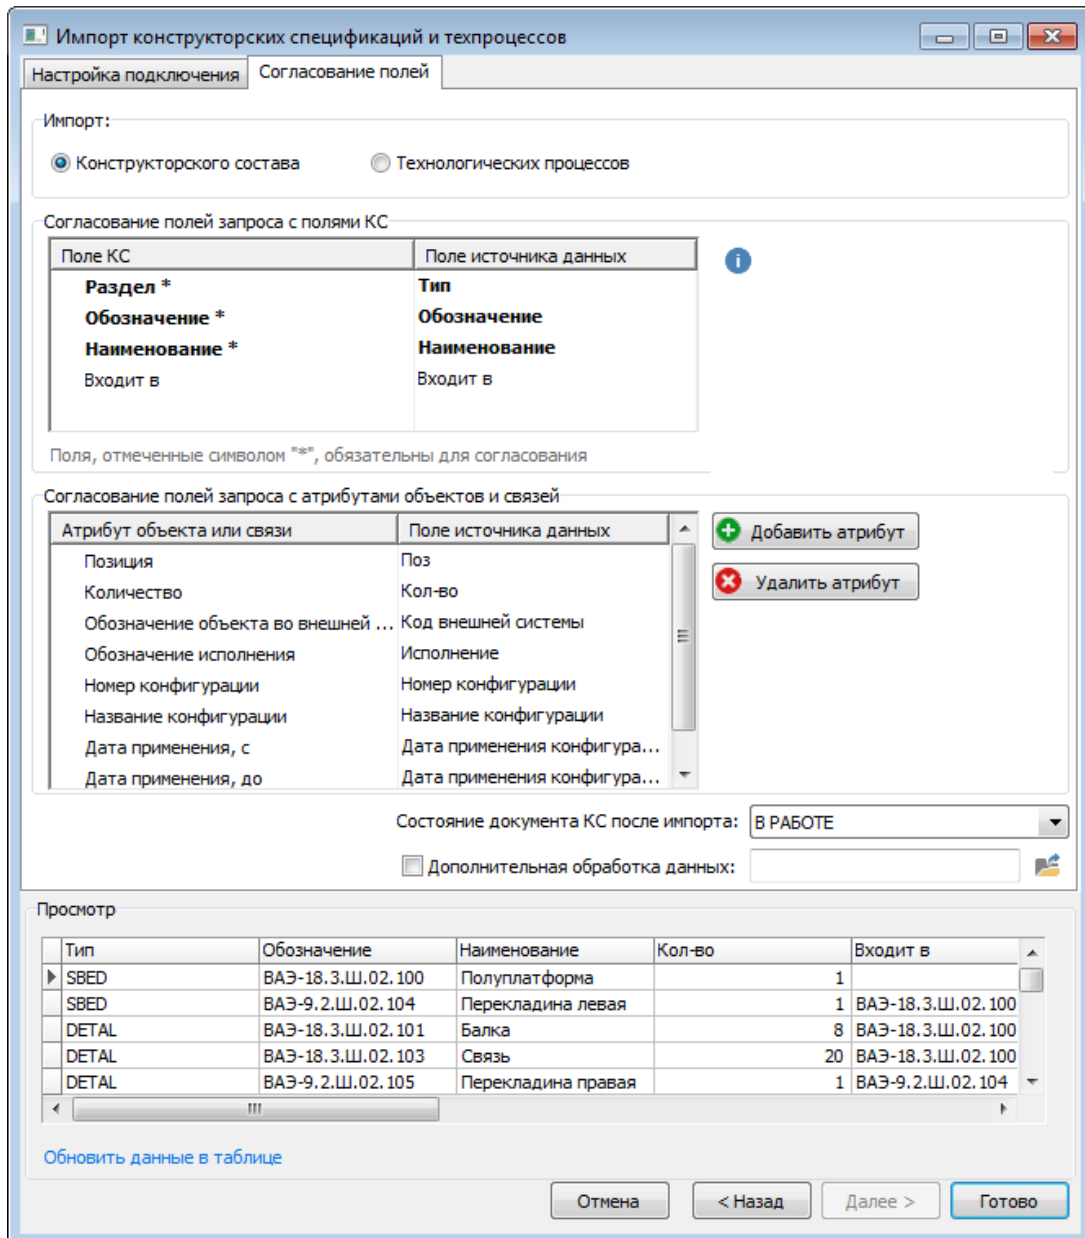 Импорт конструкторских спецификаций и техпроцессов
Настройка подключения Согласование полей
Импорт:
Конструкторского состава Технологических процессов
Согласование полей запроса с полями КС
Поле КС Поле источника данных
Раздел * Тип
Обозначение * Обозначение
Наименование * Наименование
Входит в Входит в
Поля, отмеченные символом "*", обязательны для согласования
Согласование полей запроса с атрибутами объектов и связей
Атрибут объекта или связи Поле источника данных
Добавить атрибут
Позиция Поз
Удалить атрибут
Количество Кол-во
Обозначение объекта во внешней ... Код внешней системы
Обозначение исполнения Исполнение
Номер конфигурации Номер конфигурации
Название конфигурации Название конфигурации
Дата применения, с Дата применения конфигура...
Дата применения, до Дата применения конфигура...
Состояние документа КС после импорта: В РАБОТЕ
Дополнительная обработка данных:
Просмотр
Тип Обозначение Наименование Кол-во Входит в
SBED ВАЭ-18.3.Ш.02.100 Полуплатформа 1
SBED ВАЭ-9.2.Ш.02.104 Перекладина левая 1 ВАЭ-18.3.Ш.02.100
DETAL ВАЭ-18.3.Ш.02.101 Балка 8 ВАЭ-18.3.Ш.02.100
DETAL ВАЭ-18.3.Ш.02.103 Связь 20 ВАЭ-18.3.Ш.02.100
DETAL ВАЭ-9.2.Ш.02.105 Перекладина правая 1 ВАЭ-9.2.Ш.02.104
Обновить данные в таблице
Отмена < Назад Далее > Готово